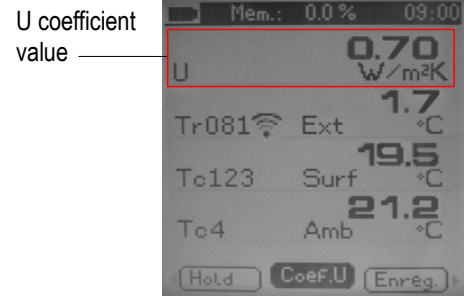 U coefficient
value
Mem.: 0.0 % 09:00
0.70
U W/m²K
1.7
Tr081 Ext °C
19.5
Tc123 Surf °C
21.2
Tc4 Amb °C
Hold Coef.U Enreg.